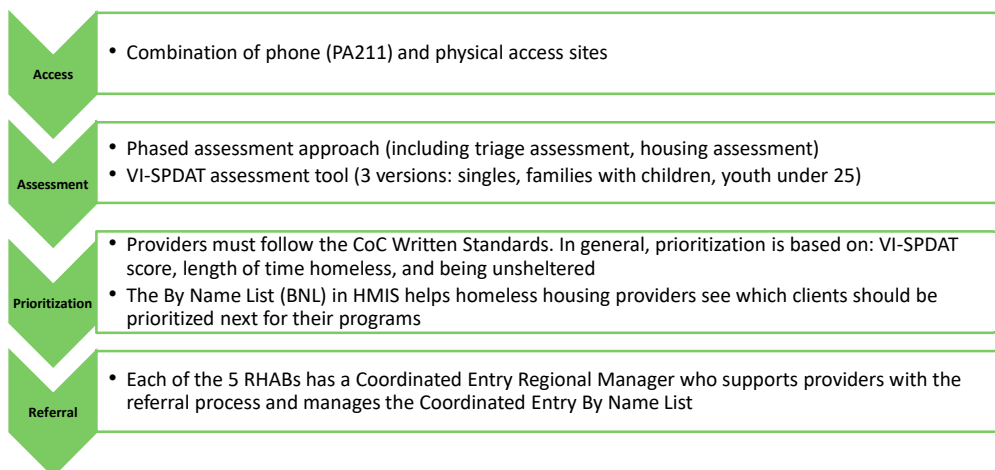 Access
• Combination of phone (PA211) and physical access sites
Assessment
• Phased assessment approach (including triage assessment, housing assessment)
• VI-SPDAT assessment tool (3 versions: singles, families with children, youth under 25)
Prioritization
• Providers must follow the CoC Written Standards. In general, prioritization is based on: VI-SPDAT
score, length of time homeless, and being unsheltered
• The By Name List (BNL) in HMIS helps homeless housing providers see which clients should be
prioritized next for their programs
Referral
• Each of the 5 RHABs has a Coordinated Entry Regional Manager who supports providers with the
referral process and manages the Coordinated Entry By Name List